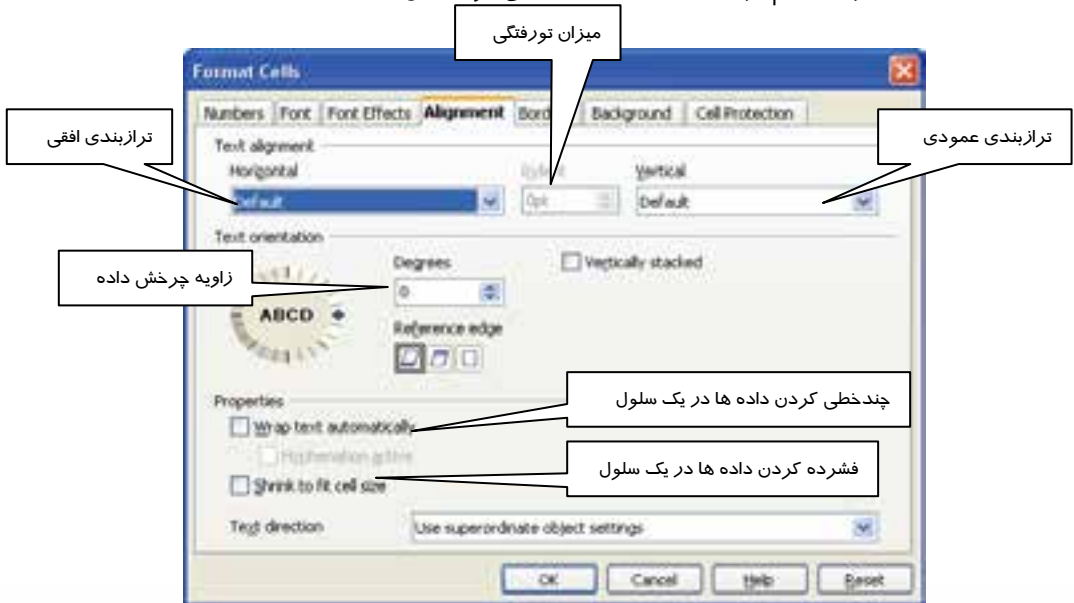 میزان تورفتگی
Format Cells
Numbers Font Font Effects Alignment Background Cell Protection
ترازبندی افقی
ترازبندی عمودی
Text alignment
Horizontal Vertical
Default 0pt Default
Text orientation
زاویه چرخش داده
Degrees Vertically stacked
0
ABCD
Reference edge
چندخطی کردن داده ها در یک سلول
Properties
Wrap text automatically
Hyphenation active
فشرده کردن داده ها در یک سلول
Shrink to fit cell size
Text direction Use superordinate object settings
OK Cancel Help Reset